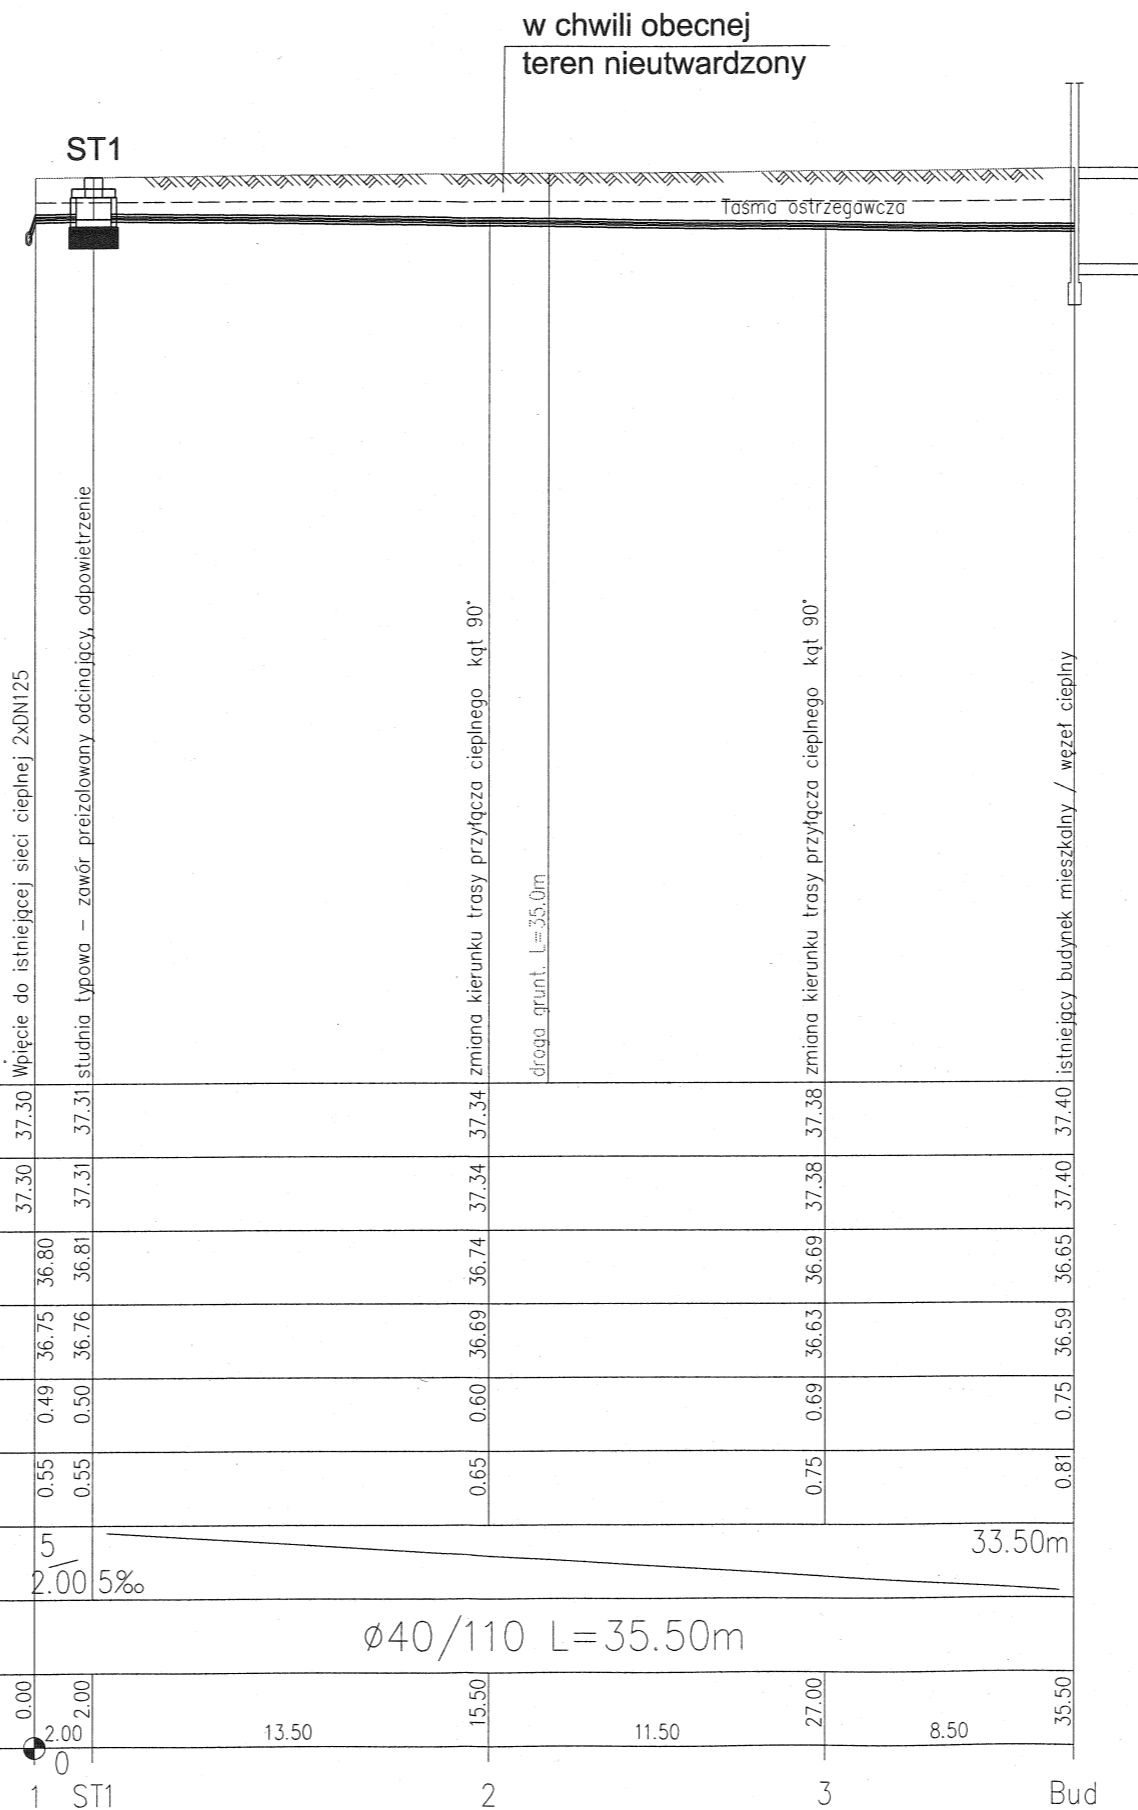 w chwili obecnej
teren nieutwardzony
ST1
Taśma ostrzegawcza
Wpięcie do istniejącej sieci cieplnej 2xDN125
studnia typowa – zawór preizolowany odcinający, odpowietrzenie
zmiana kierunku trasy przyłącza cieplnego kąt 90°
droga grunt. L=35.0m
zmiana kierunku trasy przyłącza cieplnego kąt 90°
istniejący budynek mieszkalny / węzeł cieplny
37.30 37.31 37.34 37.38 37.40
37.30 37.31 37.34 37.38 37.40
36.80 36.81 36.74 36.69 36.65
36.75 36.76 36.69 36.63 36.59
0.49 0.50 0.60 0.69 0.75
0.55 0.55 0.65 0.75 0.81
5 33.50m
2.00 5‰
ø40/110 L=35.50m
0.00 2.00 15.50 27.00 35.50
2.00 13.50 11.50 8.50
0
1 ST1 2 3 Bud